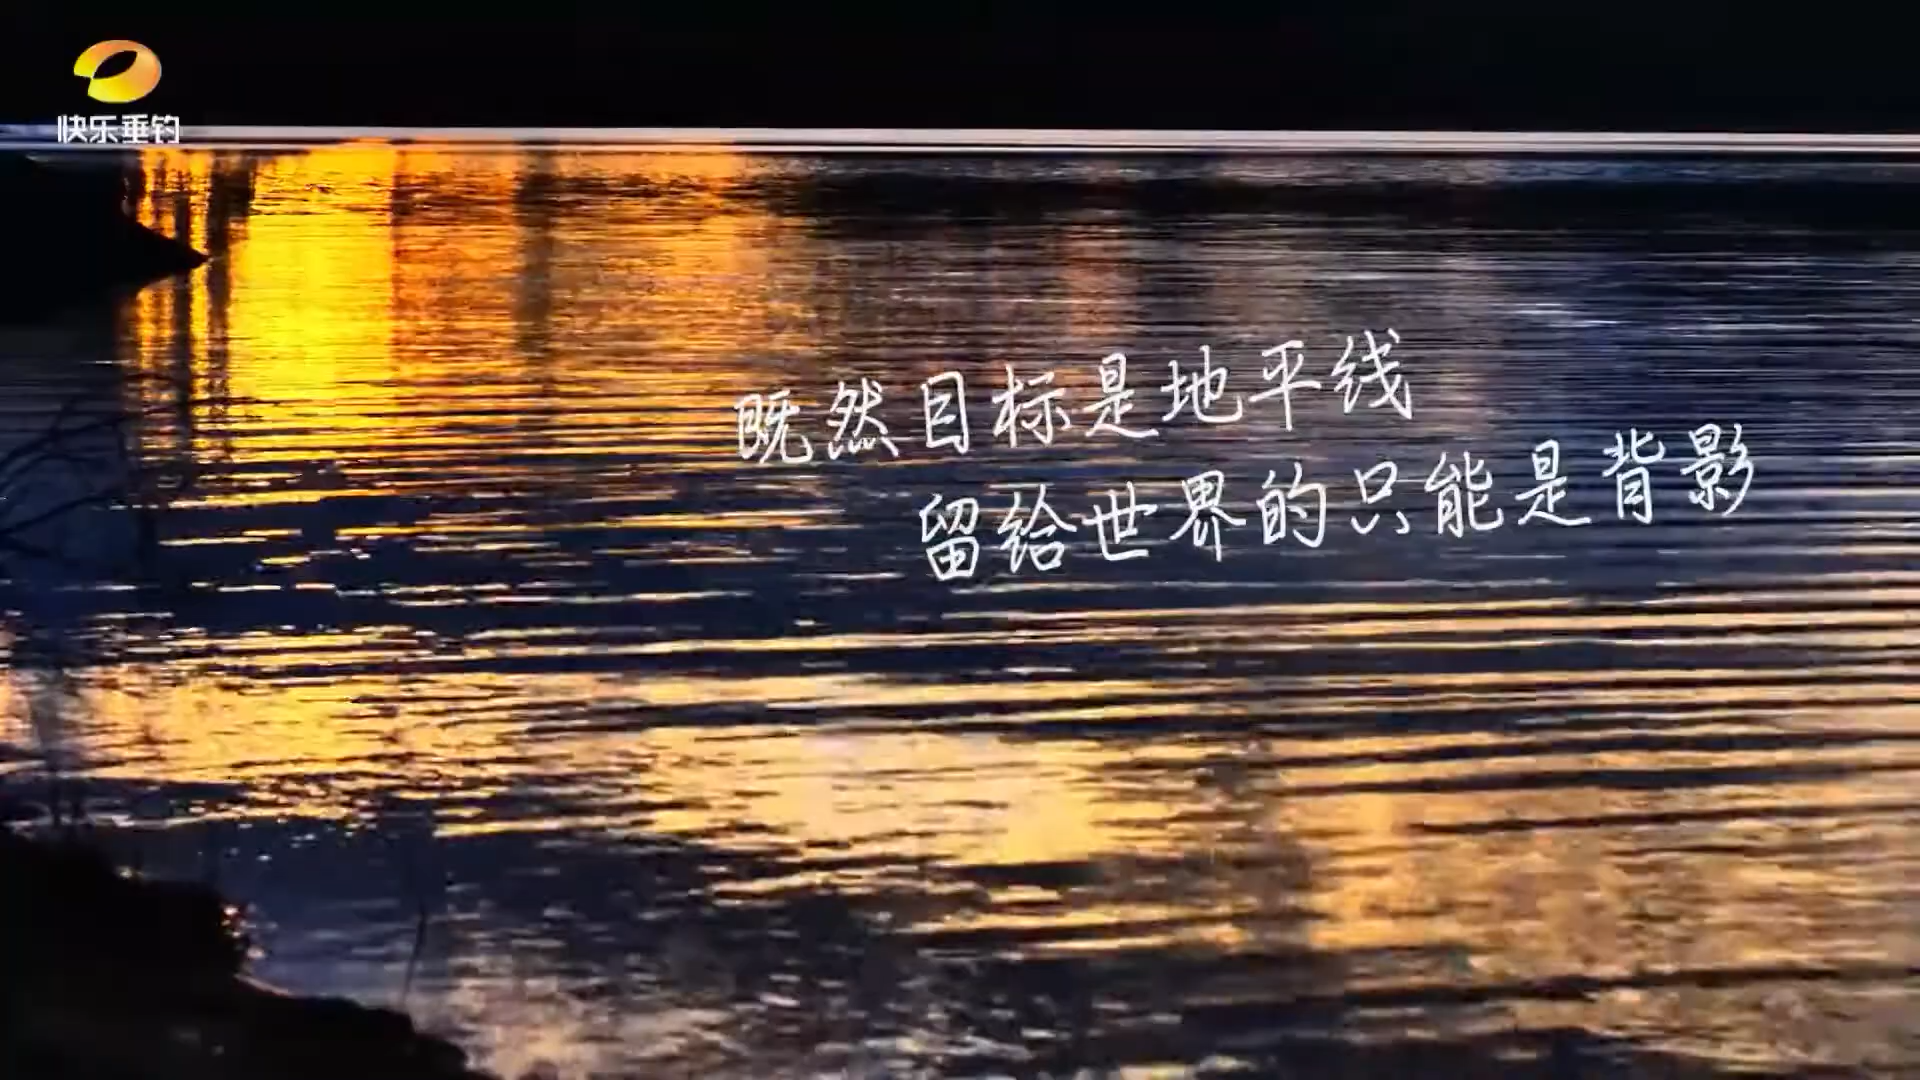 快乐垂钓
既然目标是地平线
留给世界的只能是背影